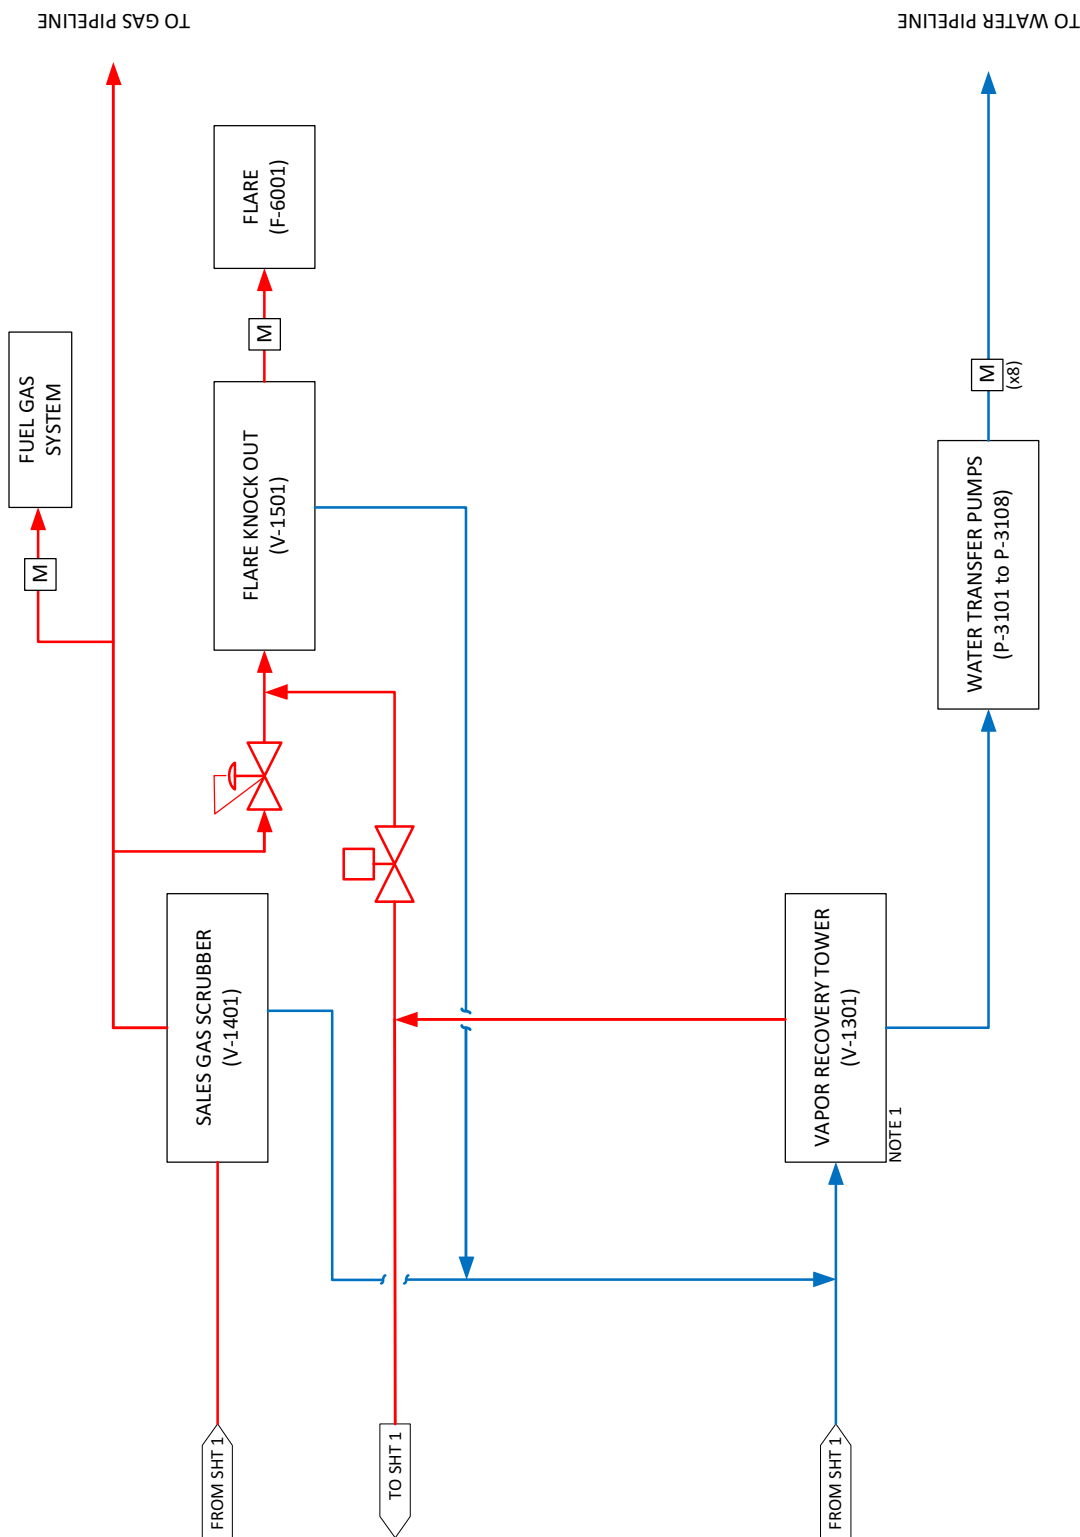 TO GAS PIPELINE
TO WATER PIPELINE
FUEL GAS
SYSTEM
M
FLARE
(F-6001)
M
FLARE KNOCK OUT
(V-1501)
M
(x8)
WATER TRANSFER PUMPS
(P-3101 to P-3108)
SALES GAS SCRUBBER
(V-1401)
VAPOR RECOVERY TOWER
(V-1301)
NOTE 1
FROM SHT 1
TO SHT 1
FROM SHT 1